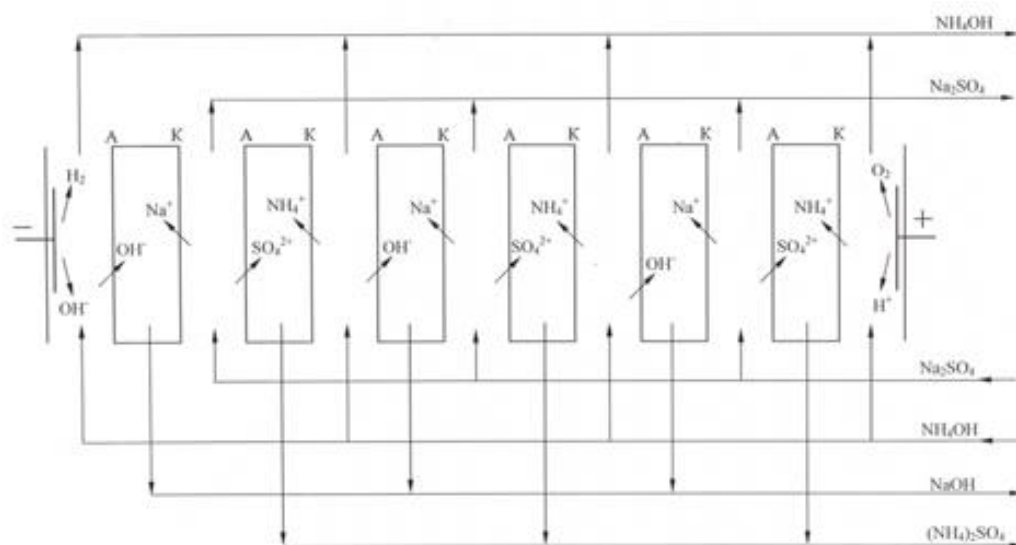 NH₄OH
Na₂SO₄
A K A K A K A K A K A K
H₂ O₂
Na⁺ NH₄⁺ Na⁺ NH₄⁺ Na⁺ NH₄⁺
− +
OH⁻ SO₄²⁺ OH⁻ SO₄²⁺ OH⁻ SO₄²⁺
OH⁻ H⁺
Na₂SO₄
NH₄OH
NaOH
(NH₄)₂SO₄